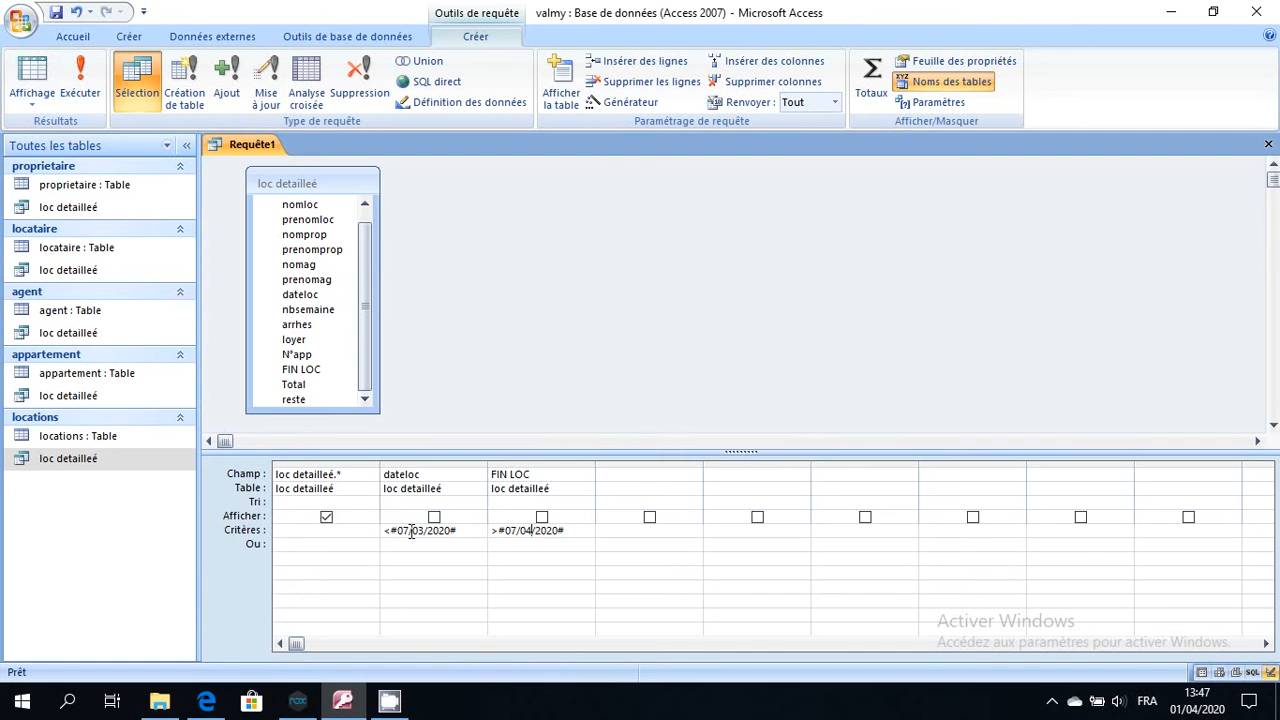 Outils de requête
valmy : Base de données (Access 2007) - Microsoft Access
Accueil
Créer
Données externes
Outils de base de données
Créer
Affichage
Exécuter
Résultats
Sélection
Création de table
Ajout
Mise à jour
Analyse croisée
Suppression
Union
SQL direct
Définition des données
Type de requête
Afficher la table
Insérer des lignes
Supprimer les lignes
Générateur
Insérer des colonnes
Supprimer colonnes
Renvoyer : Tout
Paramétrage de requête
Totaux
Feuille des propriétés
XYZ Noms des tables
Paramètres
Afficher/Masquer
Toutes les tables
proprietaire
proprietaire : Table
loc detailleé
locataire
locataire : Table
loc detailleé
agent
agent : Table
loc detailleé
appartement
appartement : Table
loc detailleé
locations
locations : Table
loc detailleé
Requête1
loc detailleé
nomloc
prenomloc
nomprop
prenomprop
nomag
prenomag
dateloc
nbsemaine
arrhes
loyer
N°app
FIN LOC
Total
reste
Champ : loc detailleé.* dateloc FIN LOC
Table : loc detailleé loc detailleé loc detailleé
Tri :
Afficher :
Critères : <#07/03/2020# >#07/04/2020#
Ou :
Activer Windows
Accédez aux paramètres pour activer Windows.
Prêt
SQL
nox
FRA
13:47
01/04/2020